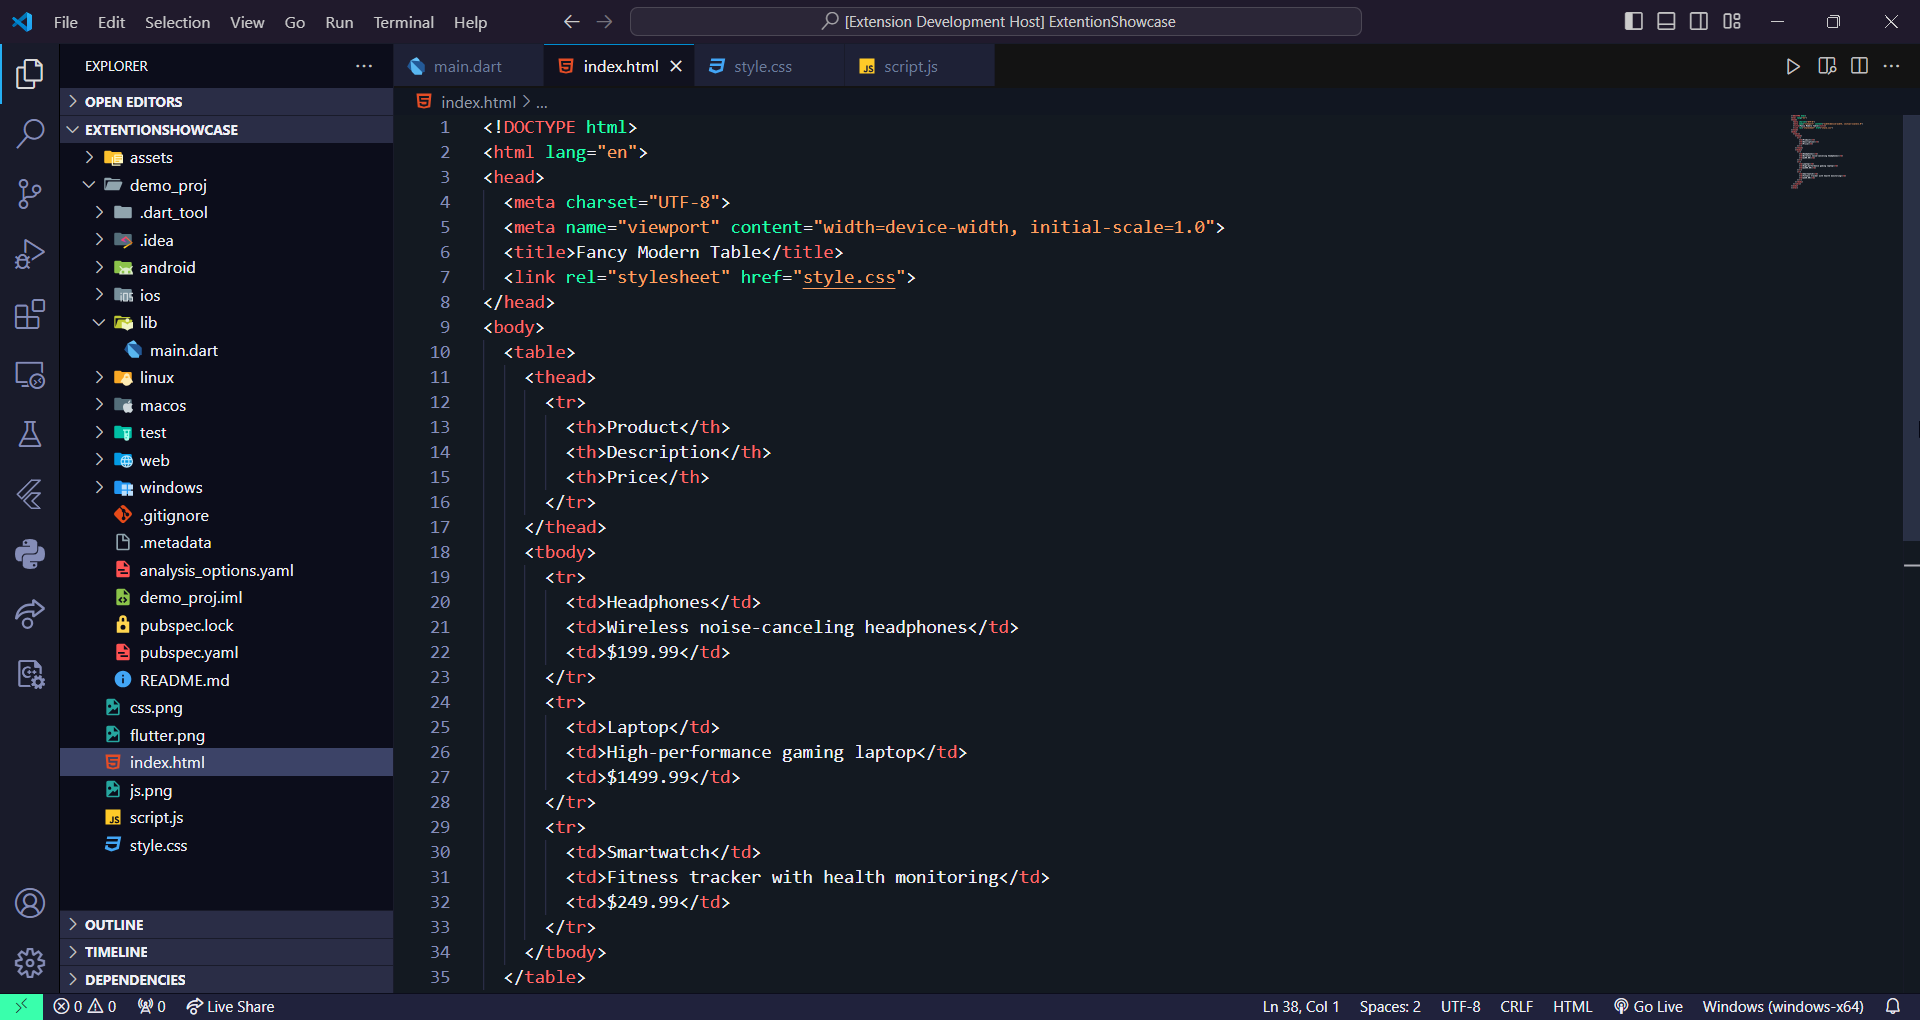 File Edit Selection View Go Run Terminal Help
[Extension Development Host] ExtentionShowcase
EXPLORER
OPEN EDITORS
EXTENTIONSHOWCASE
assets
demo_proj
.dart_tool
.idea
android
ios
lib
main.dart
linux
macos
test
web
windows
.gitignore
.metadata
analysis_options.yaml
demo_proj.iml
pubspec.lock
pubspec.yaml
README.md
css.png
flutter.png
index.html
js.png
script.js
style.css
OUTLINE
TIMELINE
DEPENDENCIES
main.dart index.html style.css script.js
index.html > ...
1 <!DOCTYPE html>
2 <html lang="en">
3 <head>
4 <meta charset="UTF-8">
5 <meta name="viewport" content="width=device-width, initial-scale=1.0">
6 <title>Fancy Modern Table</title>
7 <link rel="stylesheet" href="style.css">
8 </head>
9 <body>
10 <table>
11 <thead>
12 <tr>
13 <th>Product</th>
14 <th>Description</th>
15 <th>Price</th>
16 </tr>
17 </thead>
18 <tbody>
19 <tr>
20 <td>Headphones</td>
21 <td>Wireless noise-canceling headphones</td>
22 <td>$199.99</td>
23 </tr>
24 <tr>
25 <td>Laptop</td>
26 <td>High-performance gaming laptop</td>
27 <td>$1499.99</td>
28 </tr>
29 <tr>
30 <td>Smartwatch</td>
31 <td>Fitness tracker with health monitoring</td>
32 <td>$249.99</td>
33 </tr>
34 </tbody>
35 </table>
0 0 0 Live Share Ln 38, Col 1 Spaces: 2 UTF-8 CRLF HTML Go Live Windows (windows-x64)